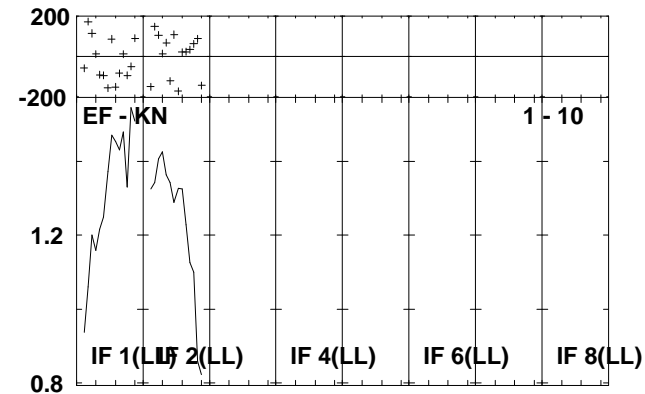 200
-200
EF - KN 1 - 10
1.2
IF 1(LL) IF 2(LL) IF 4(LL) IF 6(LL) IF 8(LL)
0.8